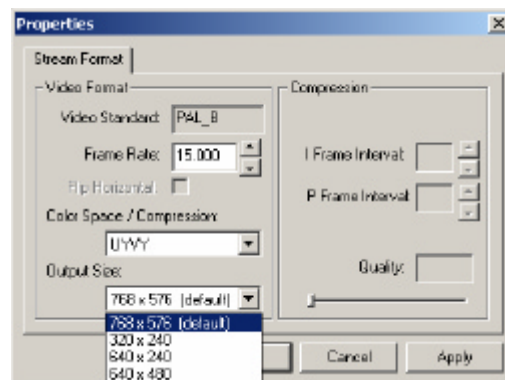 Properties
Stream Format
Video Format
Video Standard: PAL_B
Frame Rate: 15.000
Flip Horizontal:
Color Space / Compression:
UYVY
Output Size:
768 x 576 (default)
768 x 576 (default)
320 x 240
640 x 240
640 x 480
Compression
I Frame Interval:
P Frame Interval:
Quality:
Cancel
Apply